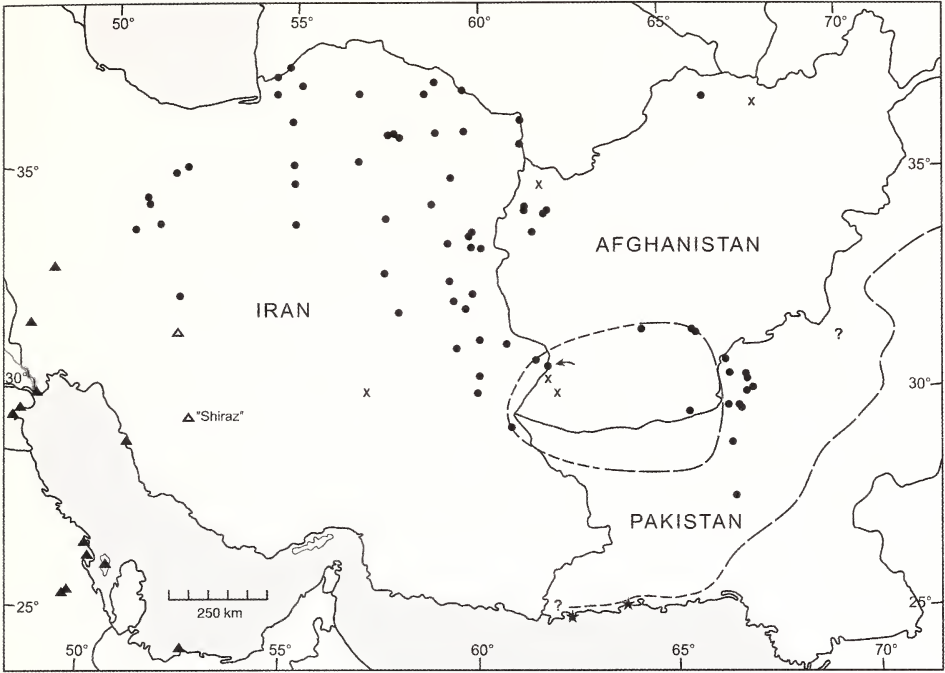 50° 55° 60° 65° 70°
35° 35°
AFGHANISTAN
x
x
IRAN
?
30° x x x 30°
"Shiraz"
PAKISTAN
25° ? 25°
250 km
50° 55° 60° 65° 70°